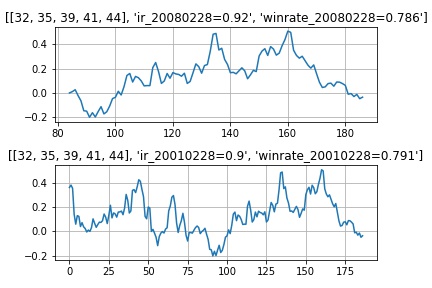 [[32, 35, 39, 41, 44], 'ir_20080228=0.92', 'winrate_20080228=0.786']
0.4
0.2
0.0
−0.2
80 100 120 140 160 180
[[32, 35, 39, 41, 44], 'ir_20010228=0.9', 'winrate_20010228=0.791']
0.4
0.2
0.0
−0.2
0 25 50 75 100 125 150 175